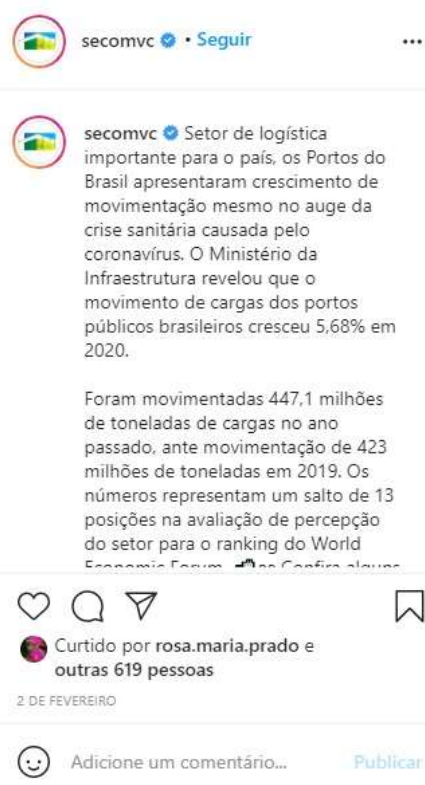 secomvc • Seguir
secomvc Setor de logística
importante para o país, os Portos do
Brasil apresentaram crescimento de
movimentação mesmo no auge da
crise sanitária causada pelo
coronavírus. O Ministério da
Infraestrutura revelou que o
movimento de cargas dos portos
públicos brasileiros cresceu 5,68% em
2020.
Foram movimentadas 447,1 milhões
de toneladas de cargas no ano
passado, ante movimentação de 423
milhões de toneladas em 2019. Os
números representam um salto de 13
posições na avaliação de percepção
do setor para o ranking do World
Economic Forum. Confira alguns
Curtido por rosa.maria.prado e
outras 619 pessoas
2 DE FEVEREIRO
Adicione um comentário... Publicar